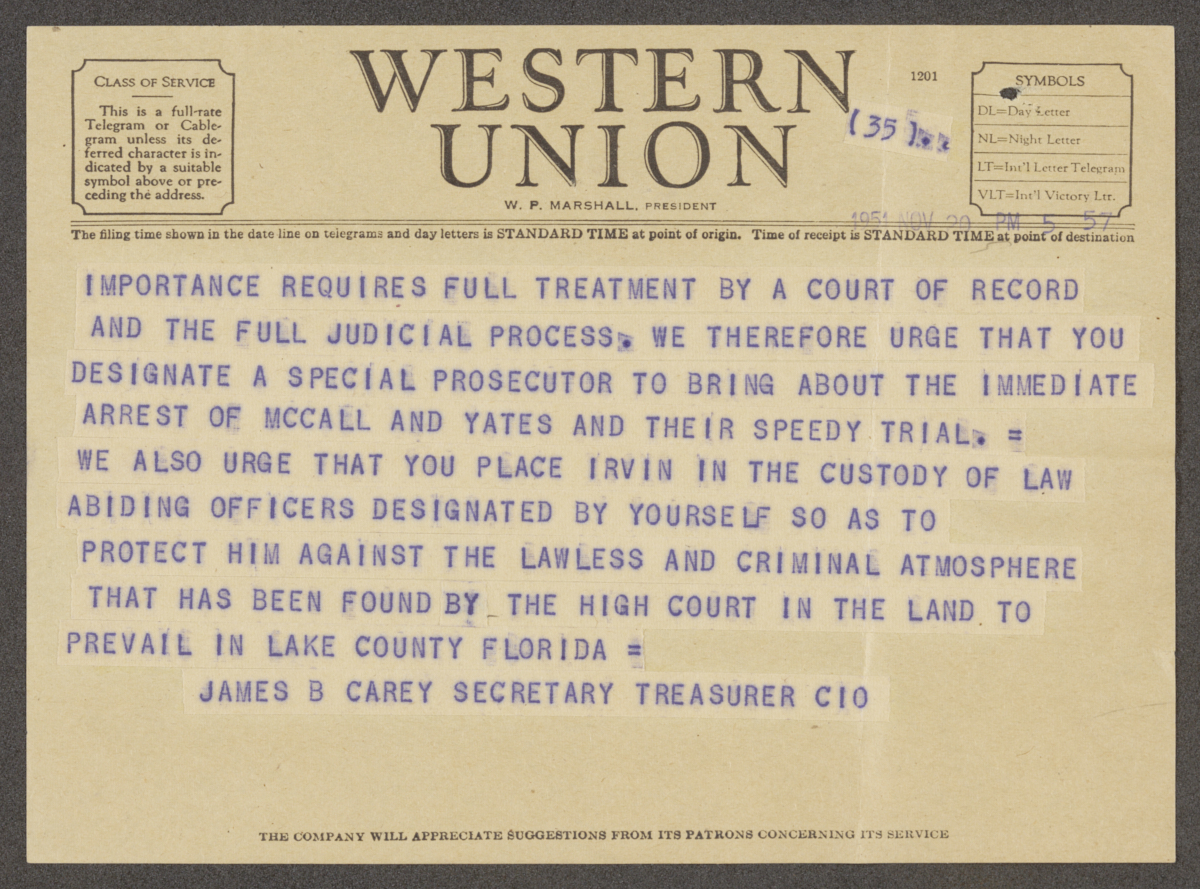 CLASS OF SERVICE
This is a full-rate
Telegram or Cable-
gram unless its de-
ferred character is in-
dicated by a suitable
symbol above or pre-
ceding the address.
WESTERN
UNION
W. P. MARSHALL, PRESIDENT
1201
(35)
SYMBOLS
DL=Day Letter
NL=Night Letter
LT=Int'l Letter Telegram
VLT=Int'l Victory Ltr.
1951 NOV 20 PM 5 57
The filing time shown in the date line on telegrams and day letters is STANDARD TIME at point of origin. Time of receipt is STANDARD TIME at point of destination
IMPORTANCE REQUIRES FULL TREATMENT BY A COURT OF RECORD
AND THE FULL JUDICIAL PROCESS. WE THEREFORE URGE THAT YOU
DESIGNATE A SPECIAL PROSECUTOR TO BRING ABOUT THE IMMEDIATE
ARREST OF MCCALL AND YATES AND THEIR SPEEDY TRIAL. =
WE ALSO URGE THAT YOU PLACE IRVIN IN THE CUSTODY OF LAW
ABIDING OFFICERS DESIGNATED BY YOURSELF SO AS TO
PROTECT HIM AGAINST THE LAWLESS AND CRIMINAL ATMOSPHERE
THAT HAS BEEN FOUND BY THE HIGH COURT IN THE LAND TO
PREVAIL IN LAKE COUNTY FLORIDA =
JAMES B CAREY SECRETARY TREASURER CIO
THE COMPANY WILL APPRECIATE SUGGESTIONS FROM ITS PATRONS CONCERNING ITS SERVICE